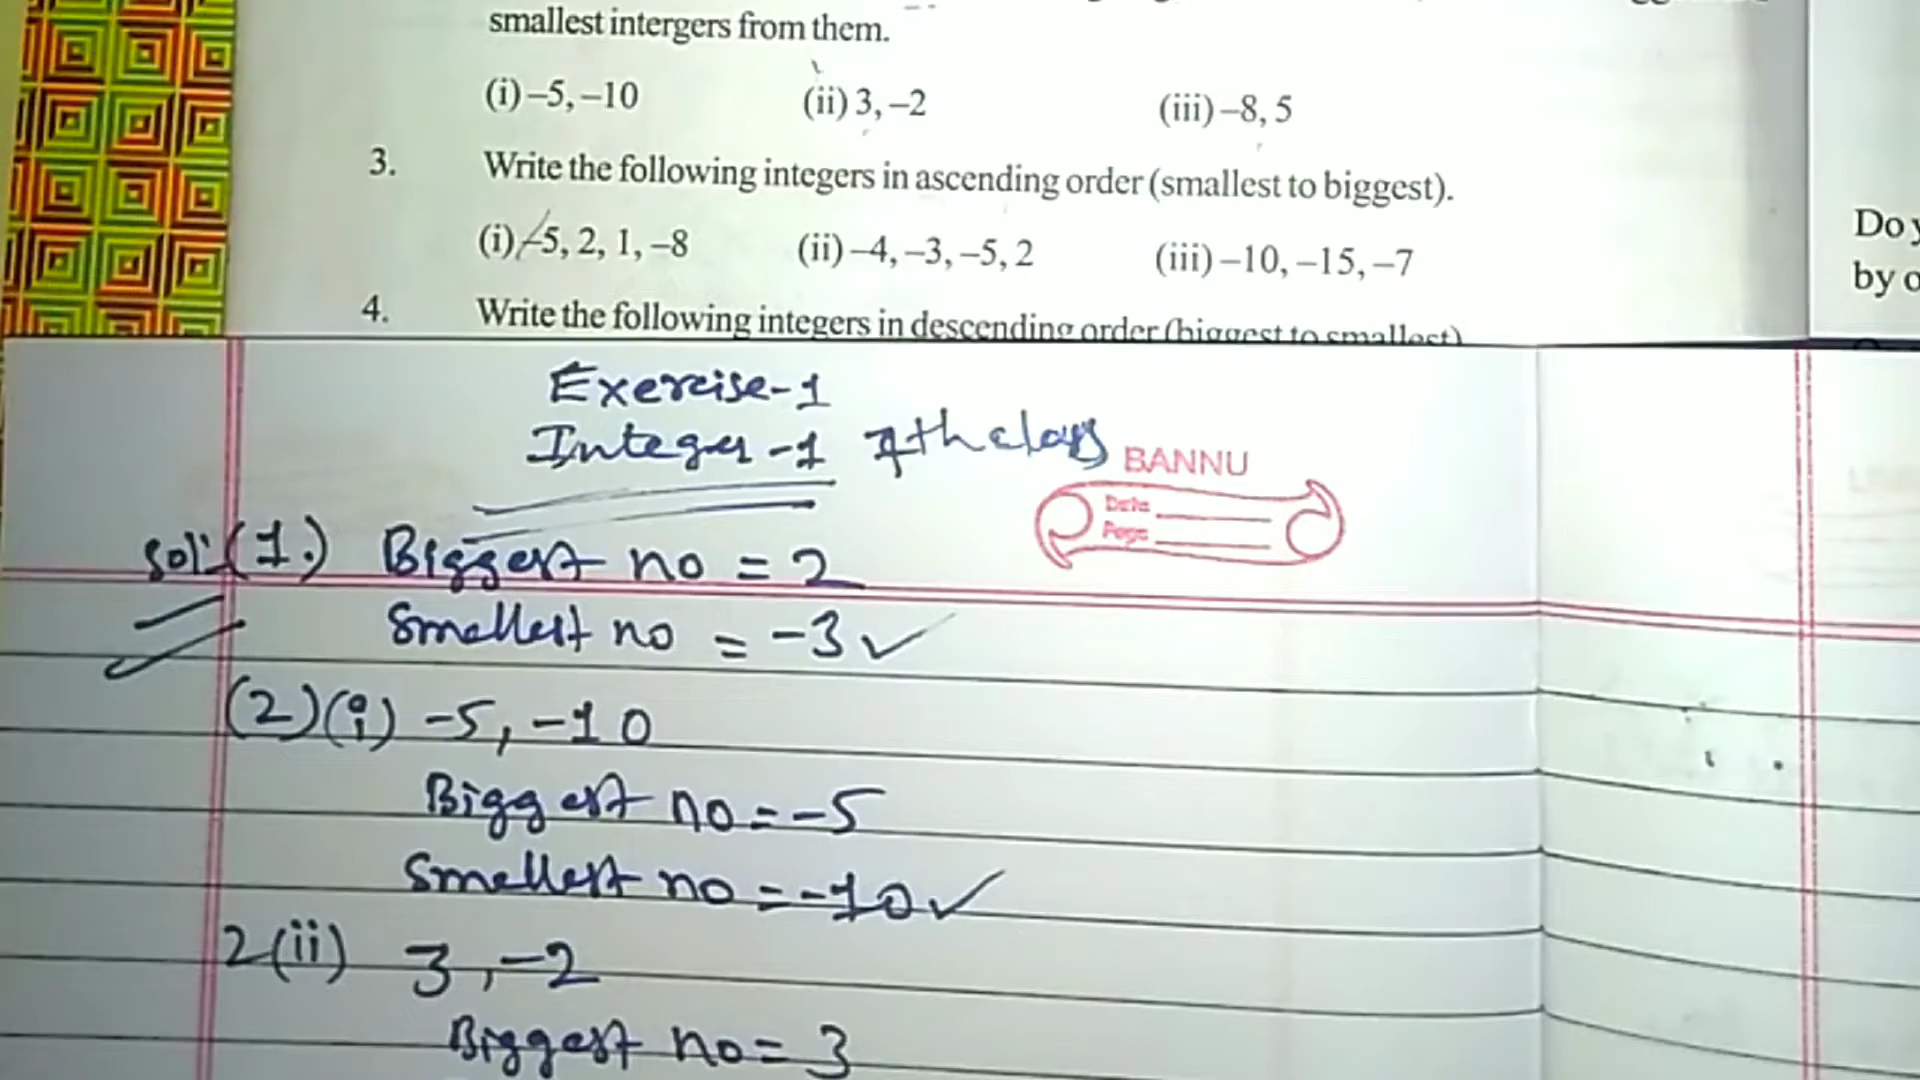 smallest intergers from them.
(i) –5, –10 (ii) 3, –2 (iii) –8, 5
3. Write the following integers in ascending order (smallest to biggest).
(i) –5, 2, 1, –8 (ii) –4, –3, –5, 2 (iii) –10, –15, –7
Do y
by o
4. Write the following integers in descending order (biggest to smallest)
Exercise-1
Integer-1 7th class
BANNU
Date
Page
Sol:(1.) Biggest no = 2
Smallest no = -3 ✓
(2)(i) -5, -10
Biggest no = -5
Smallest no = -10 ✓
2(ii) 3, -2
Biggest no = 3